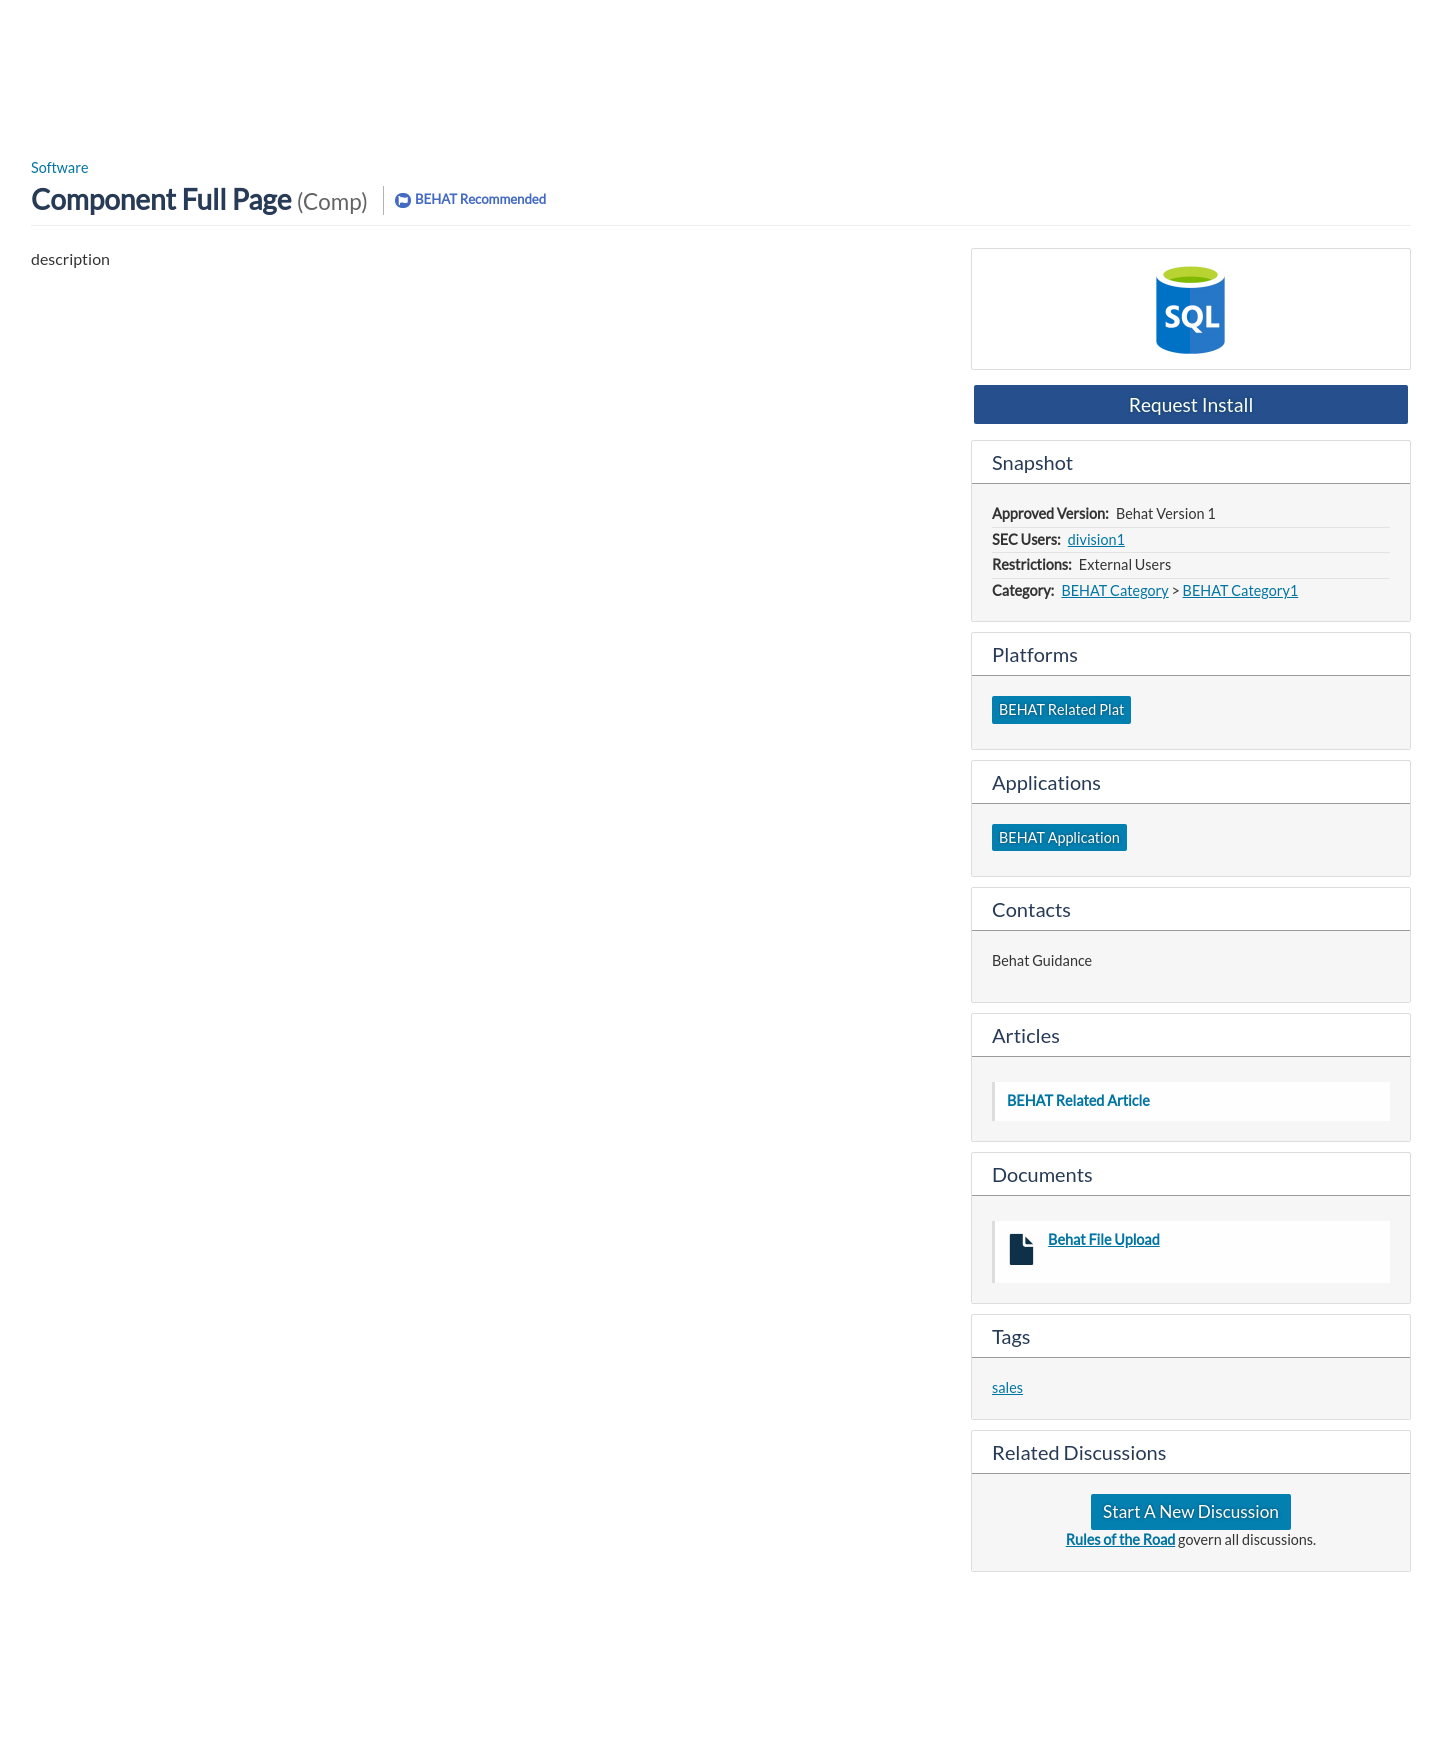 Software
Component Full Page (Comp) BEHAT Recommended
description
SQL
Request Install
Snapshot
Approved Version: Behat Version 1
SEC Users: division1
Restrictions: External Users
Category: BEHAT Category > BEHAT Category1
Platforms
BEHAT Related Plat
Applications
BEHAT Application
Contacts
Behat Guidance
Articles
BEHAT Related Article
Documents
Behat File Upload
Tags
sales
Related Discussions
Start A New Discussion
Rules of the Road govern all discussions.